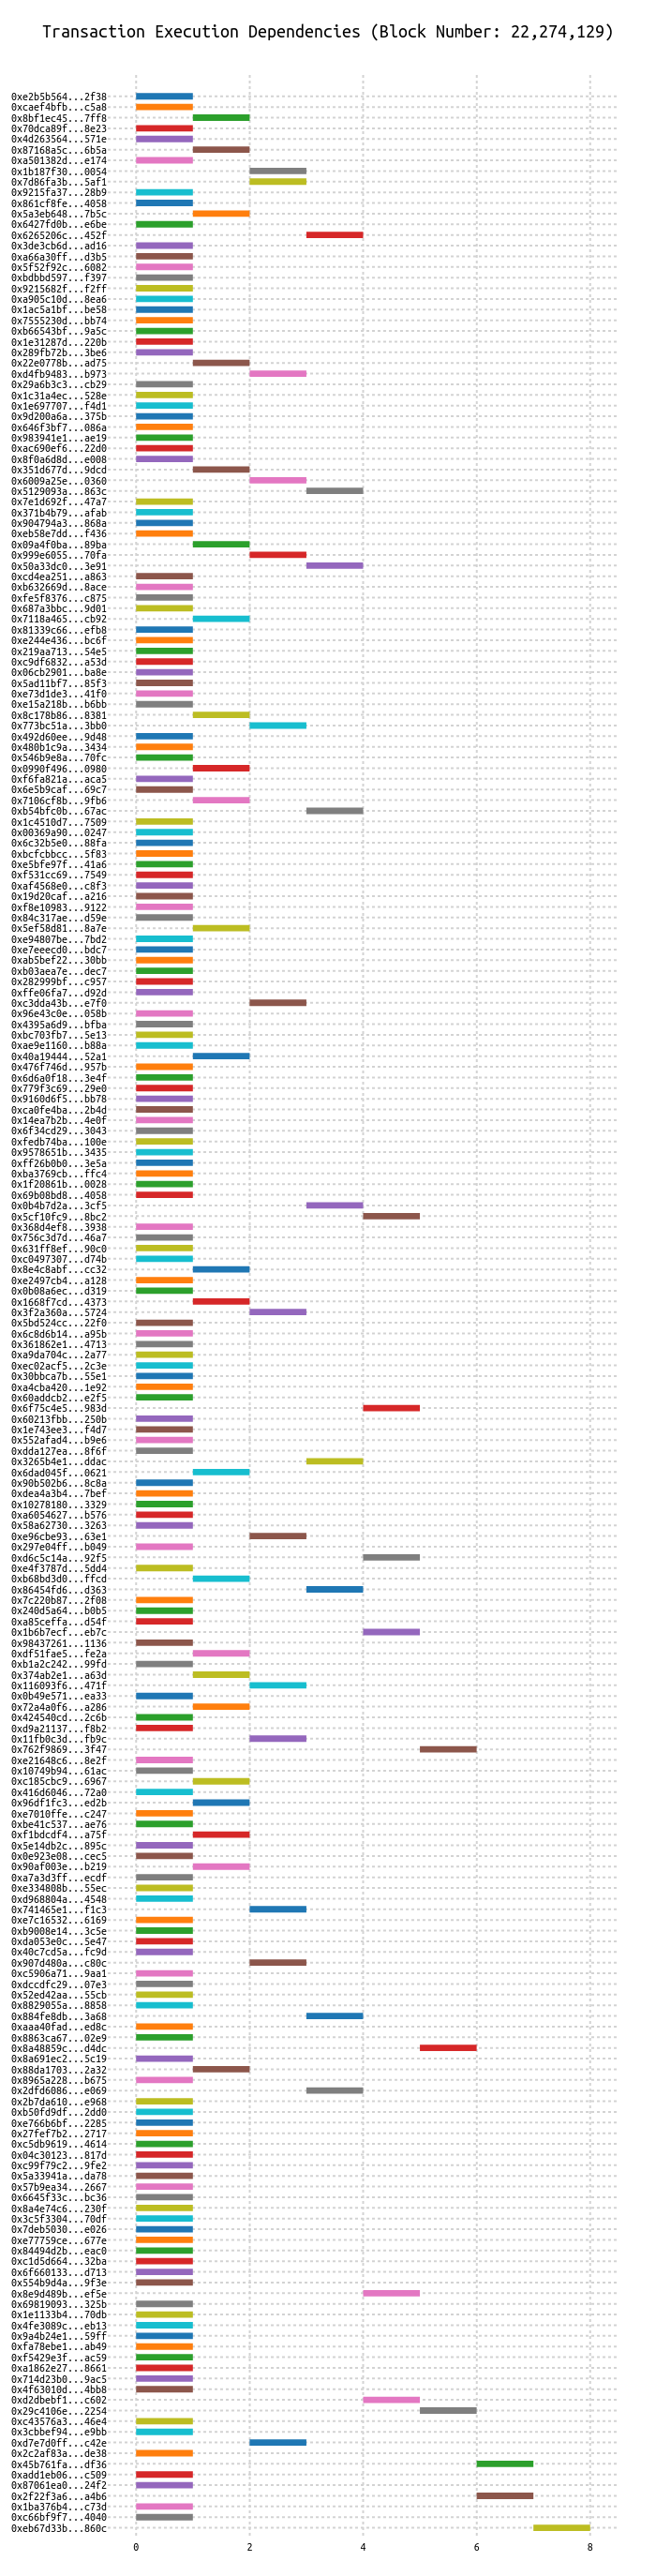 Transaction Execution Dependencies (Block Number: 22,274,129)
0xe2b5b564...2f38
0xcaef4bfb...c5a8
0x8bf1ec45...7ff8
0x70dca89f...8e23
0x4d263564...571e
0x87168a5c...6b5a
0xa501382d...e174
0x1b187f30...0054
0x7d86fa3b...5af1
0x9215fa37...28b9
0x861cf8fe...4058
0x5a3eb648...7b5c
0x6427fd0b...e6be
0x6265206c...452f
0x3de3cb6d...ad16
0xa66a30ff...d3b5
0x5f52f92c...6082
0xbdbbd597...f397
0x9215682f...f2ff
0xa905c10d...8ea6
0x1ac5a1bf...be58
0x7555230d...bb74
0xb66543bf...9a5c
0x1e31287d...220b
0x289fb72b...3be6
0x22e0778b...ad75
0xd4fb9483...b973
0x29a6b3c3...cb29
0x1c31a4ec...528e
0x1e697707...f4d1
0x9d200a6a...375b
0x646f3bf7...086a
0x983941e1...ae19
0xac690ef6...22d0
0x8f0a6d8d...e008
0x351d677d...9dcd
0x6009a25e...0360
0x5129093a...863c
0x7e1d692f...47a7
0x371b4b79...afab
0x904794a3...868a
0xeb58e7dd...f436
0x09a4f0ba...89ba
0x999e6055...70fa
0x50a33dc0...3e91
0xcd4ea251...a863
0xb632669d...8ace
0xfe5f8376...c875
0x687a3bbc...9d01
0x7118a465...cb92
0x81339c66...efb8
0xe244e436...bc6f
0x219aa713...54e5
0xc9df6832...a53d
0x06cb2901...ba8e
0x5ad11bf7...85f3
0xe73d1de3...41f0
0xe15a218b...b6bb
0x8c178b86...8381
0x773bc51a...3bb0
0x492d60ee...9d48
0x480b1c9a...3434
0x546b9e8a...70fc
0x0990f496...0980
0xf6fa821a...aca5
0x6e5b9caf...69c7
0x7106cf8b...9fb6
0xb54bfc0b...67ac
0x1c4510d7...7509
0x00369a90...0247
0x6c32b5e0...88fa
0xbcfcbbcc...5f83
0xe5bfe97f...41a6
0xf531cc69...7549
0xaf4568e0...c8f3
0x19d20caf...a216
0xf8e10983...9122
0x84c317ae...d59e
0x5ef58d81...8a7e
0xe94807be...7bd2
0xe7eeecd0...bdc7
0xab5bef22...30bb
0xb03aea7e...dec7
0x282999bf...c957
0xffe06fa7...d92d
0xc3dda43b...e7f0
0x96e43c0e...058b
0x4395a6d9...bfba
0xbc703fb7...5e13
0xae9e1160...b88a
0x40a19444...52a1
0x476f746d...957b
0x6d6a0f18...3e4f
0x779f3c69...29e0
0x9160d6f5...bb78
0xca0fe4ba...2b4d
0x14ea7b2b...4e0f
0x6f34cd29...3043
0xfedb74ba...100e
0x9578651b...3435
0xff26b0b0...3e5a
0xba3769cb...ffc4
0x1f20861b...0028
0x69b08bd8...4058
0x0b4b7d2a...3cf5
0x5cf10fc9...8bc2
0x368d4ef8...3938
0x756c3d7d...46a7
0x631ff8ef...90c0
0xc0497307...d74b
0x8e4c8abf...cc32
0xe2497cb4...a128
0x0b08a6ec...d319
0x1668f7cd...4373
0x3f2a360a...5724
0x5bd524cc...22f0
0x6c8d6b14...a95b
0x361862e1...4713
0xa9da704c...2a77
0xec02acf5...2c3e
0x30bbca7b...55e1
0xa4cba420...1e92
0x60addcb2...e2f5
0x6f75c4e5...983d
0x60213fbb...250b
0x1e743ee3...f4d7
0x552afad4...b9e6
0xdda127ea...8f6f
0x3265b4e1...ddac
0x6dad045f...0621
0x90b502b6...8c8a
0xdea4a3b4...7bef
0x10278180...3329
0xa6054627...b576
0x58a62730...3263
0xe96cbe93...63e1
0x297e04ff...b049
0xd6c5c14a...92f5
0xe4f3787d...5dd4
0xb68bd3d0...ffcd
0x86454fd6...d363
0x7c220b87...2f08
0x240d5a64...b0b5
0xa85ceffa...d54f
0x1b6b7ecf...eb7c
0x98437261...1136
0xdf51fae5...fe2a
0xb1a2c242...99fd
0x374ab2e1...a63d
0x116093f6...471f
0x0b49e571...ea33
0x72a4a0f6...a286
0x424540cd...2c6b
0xd9a21137...f8b2
0x11fb0c3d...fb9c
0x762f9869...3f47
0xe21648c6...8e2f
0x10749b94...61ac
0xc185cbc9...6967
0x416d6046...72a0
0x96df1fc3...ed2b
0xe7010ffe...c247
0xbe41c537...ae76
0xf1bdcdf4...a75f
0x5e14db2c...895c
0x0e923e08...cec5
0x90af003e...b219
0xa7a3d3ff...ecdf
0xe334808b...55ec
0xd968804a...4548
0x741465e1...f1c3
0xe7c16532...6169
0xb9008e14...3c5e
0xda053e0c...5e47
0x40c7cd5a...fc9d
0x907d480a...c80c
0xc5906a71...9aa1
0xdccdfc29...07e3
0x52ed42aa...55cb
0x8829055a...8858
0x884fe8db...3a68
0xaaa40fad...ed8c
0x8863ca67...02e9
0x8a48859c...d4dc
0x8a691ec2...5c19
0x88da1703...2a32
0x8965a228...b675
0x2dfd6086...e069
0x2b7da610...e968
0xb50fd9df...2dd0
0xe766b6bf...2285
0x27fef7b2...2717
0xc5db9619...4614
0x04c30123...817d
0xc99f79c2...9fe2
0x5a33941a...da78
0x57b9ea34...2667
0x6645f33c...bc36
0x8a4e74c6...230f
0x3c5f3304...70df
0x7deb5030...e026
0xe77759ce...677e
0x84494d2b...eac0
0xc1d5d664...32ba
0x6f660133...d713
0x554b9d4a...9f3e
0x8e9d489b...ef5e
0x69819093...325b
0x1e1133b4...70db
0x4fe3089c...eb13
0x9a4b24e1...59ff
0xfa78ebe1...ab49
0xf5429e3f...ac59
0xa1862e27...8661
0x714d23b0...9ac5
0x4f63010d...4bb8
0xd2dbebf1...c602
0x29c4106e...2254
0xc43576a3...46e4
0x3cbbef94...e9bb
0xd7e7d0ff...c42e
0x2c2af83a...de38
0x45b761fa...df36
0xadd1eb06...c509
0x87061ea0...24f2
0x2f22f3a6...a4b6
0x1ba376b4...c73d
0xc66bf9f7...4040
0xeb67d33b...860c
0 2 4 6 8